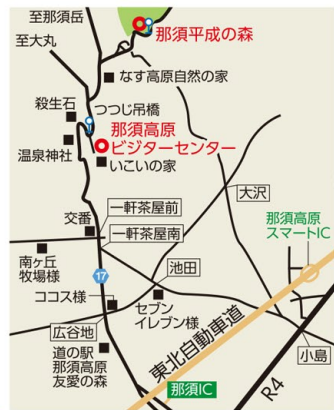 至那須岳
那須平成の森
至大丸
なす高原自然の家
殺生石
つつじ吊橋
那須高原
ビジターセンター
温泉神社
いこいの家
大沢
交番
一軒茶屋前
那須高原
スマートIC
一軒茶屋南
南ヶ丘
牧場様
池田
17
ココス様
セブン
イレブン様
広谷地
東北自動車道
小島
道の駅
那須高原
友愛の森
那須IC
R4